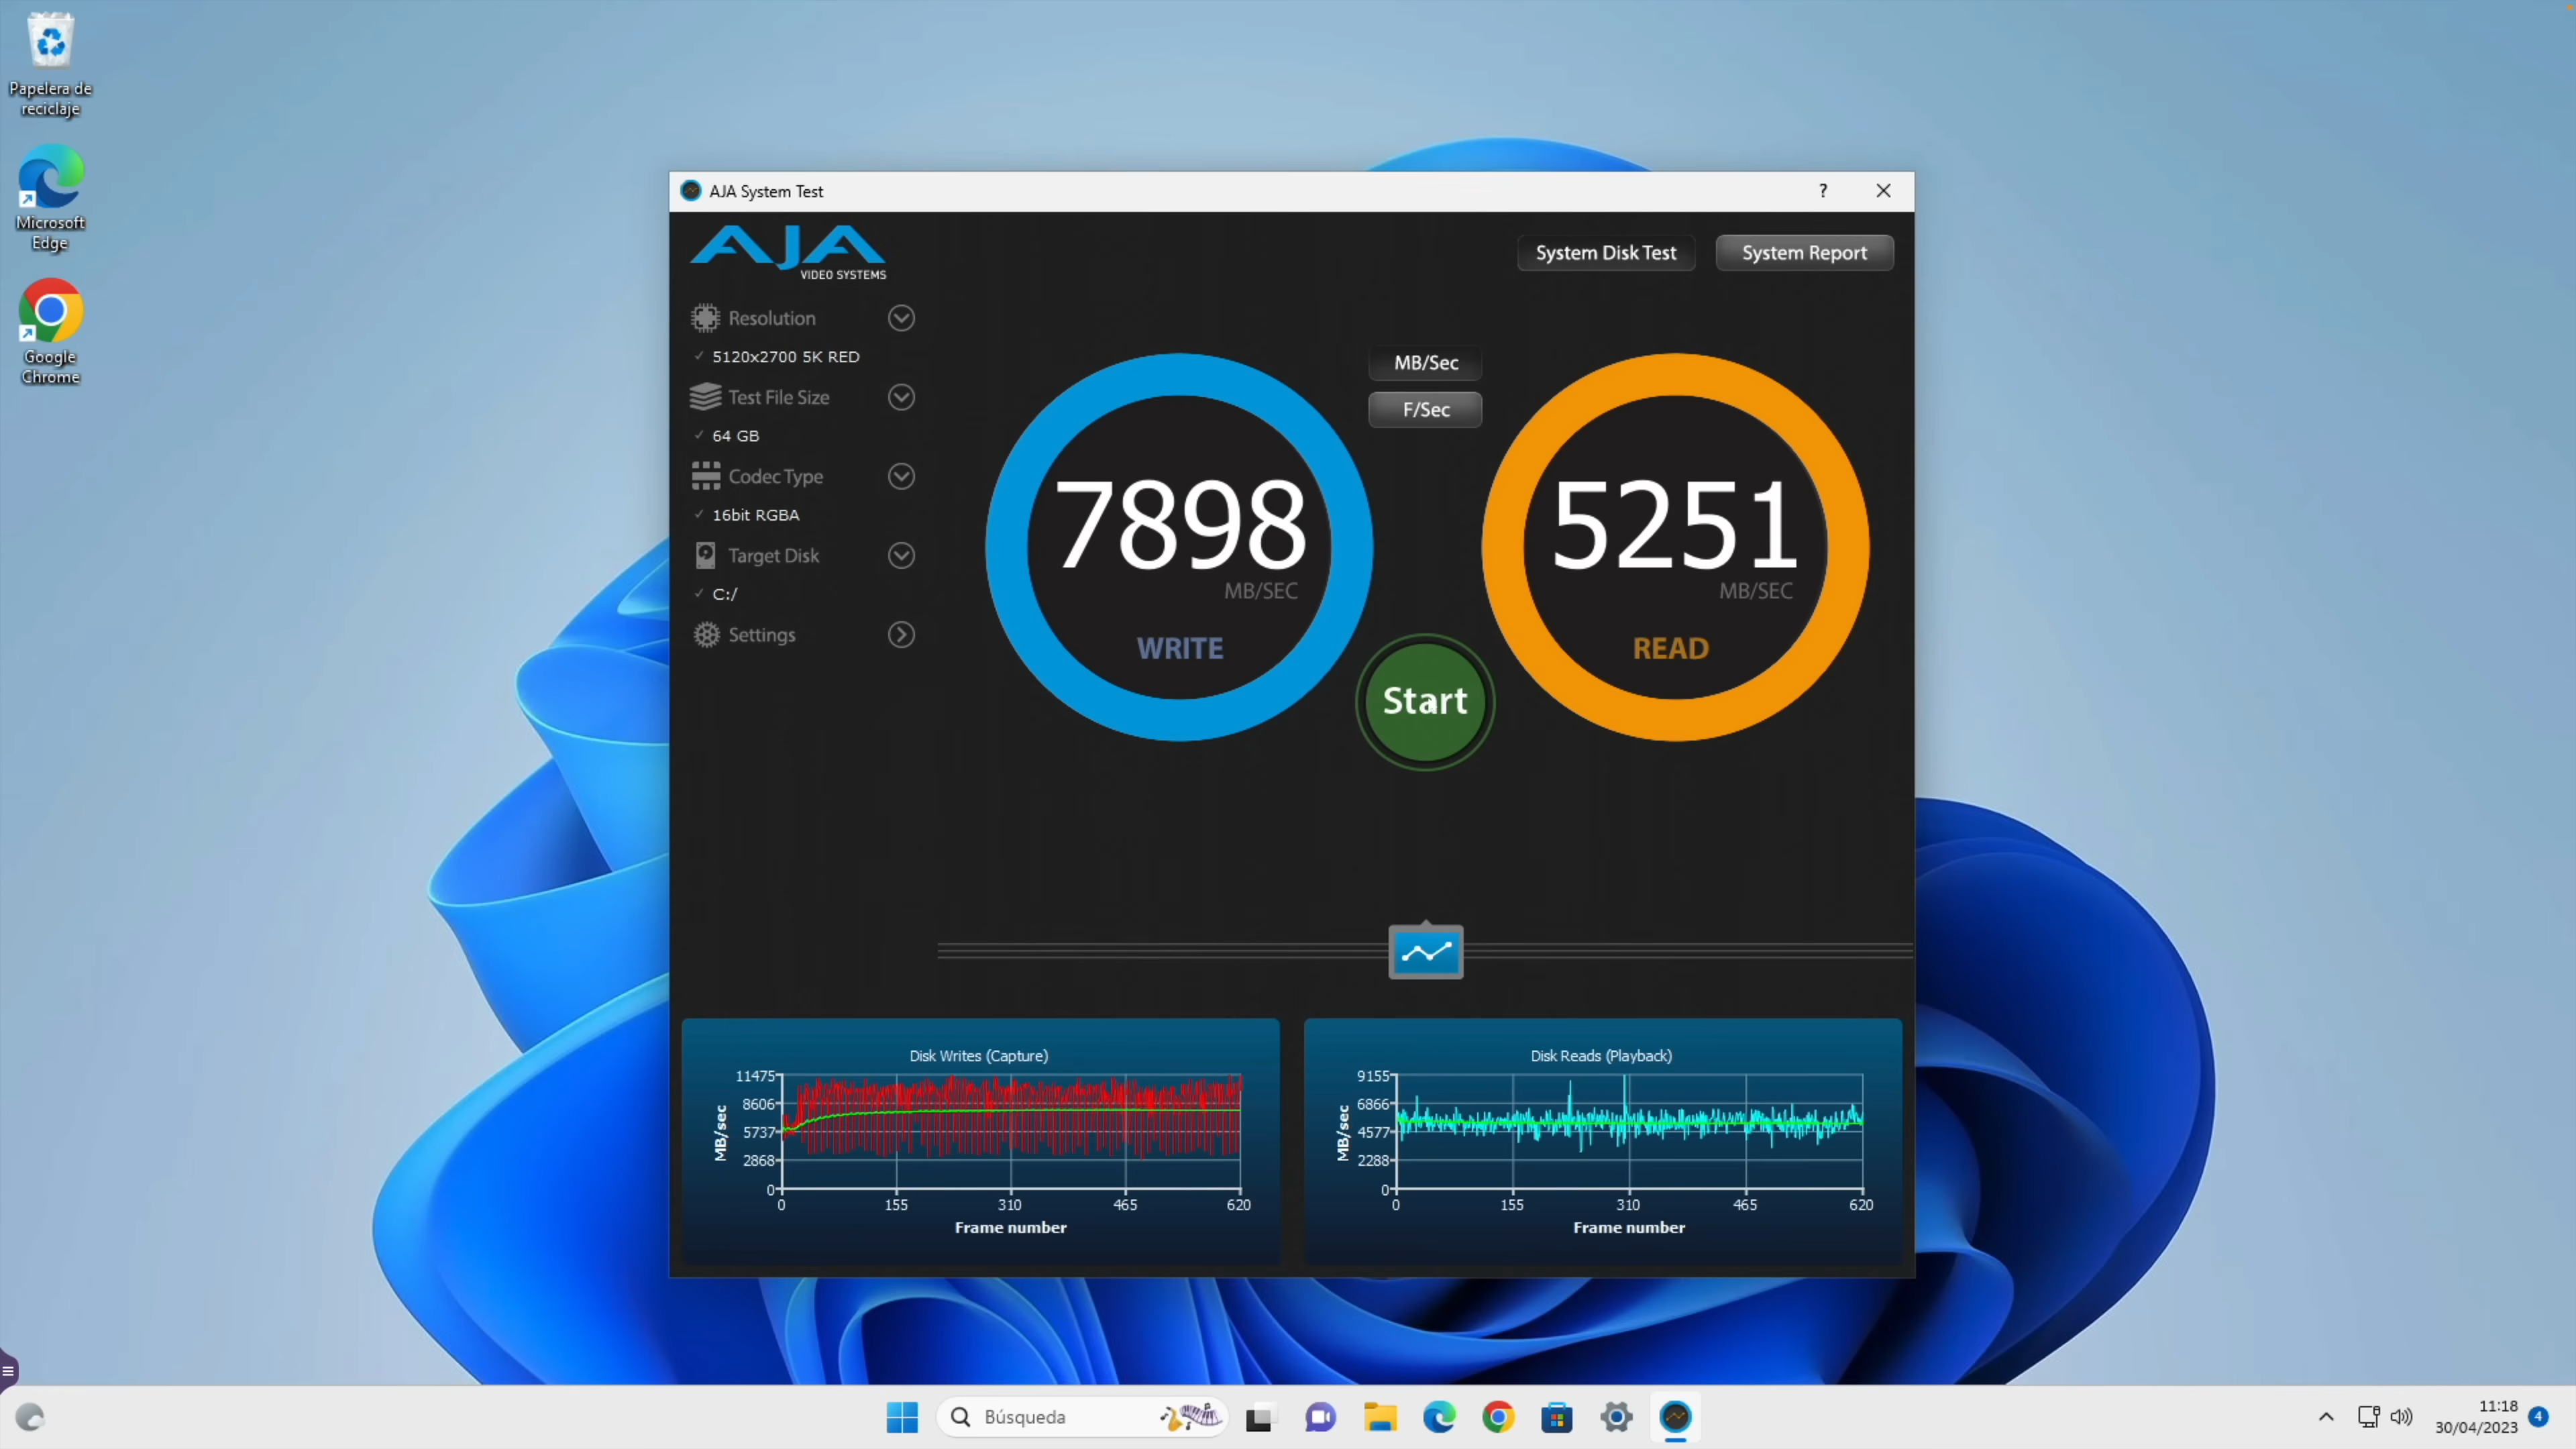 Papelera de
reciclaje
Microsoft
Edge
Google
Chrome
AJA System Test
?
AJA
VIDEO SYSTEMS
System Disk Test
System Report
Resolution
5120x2700 5K RED
Test File Size
64 GB
Codec Type
16bit RGBA
Target Disk
C:/
Settings
MB/Sec
F/Sec
7898
MB/SEC
WRITE
5251
MB/SEC
READ
Start
Disk Writes (Capture)
MB/sec
11475
8606
5737
2868
0
0 155 310 465 620
Frame number
Disk Reads (Playback)
MB/sec
9155
6866
4577
2288
0
0 155 310 465 620
Frame number
Búsqueda
11:18
30/04/2023
4